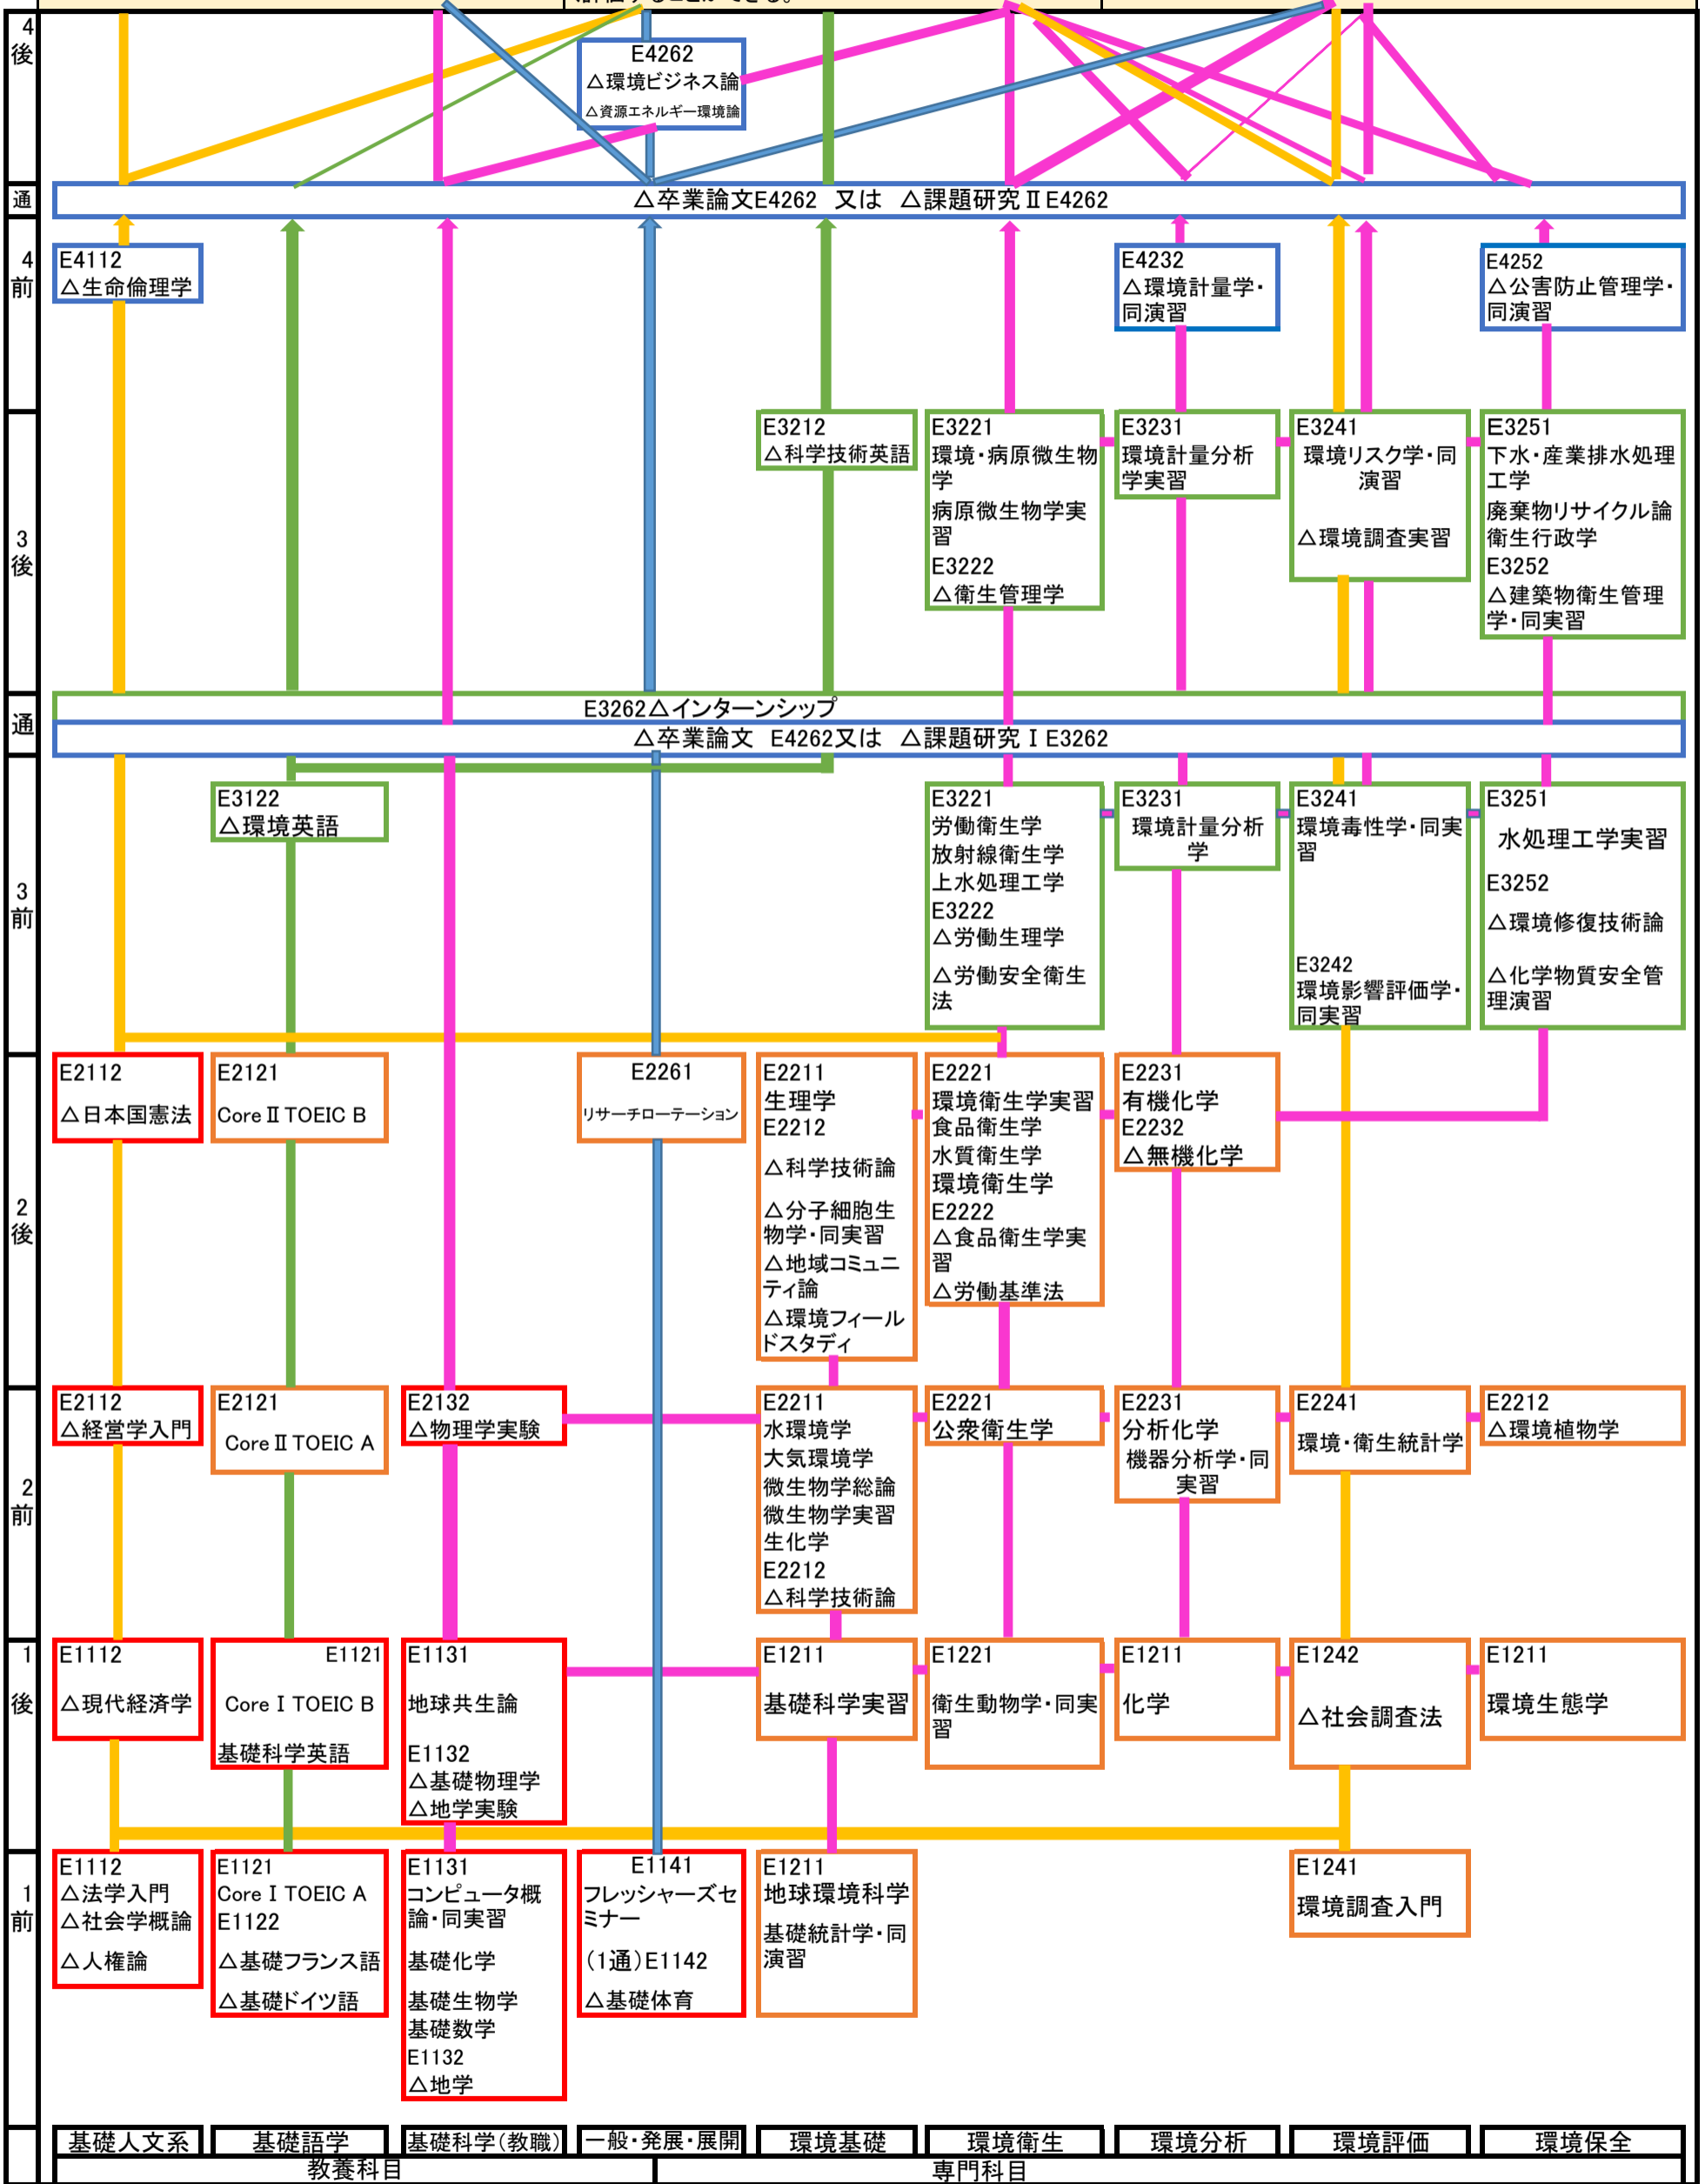 4
後
E4262
△環境ビジネス論
△資源エネルギー環境論
通
△卒業論文E4262 又は △課題研究ⅡE4262
4
前
E4112
△生命倫理学
E4232
△環境計量学・
同演習
E4252
△公害防止管理学・
同演習
3
後
E3212
△科学技術英語
E3221
環境・病原微生物
学
病原微生物学実
習
E3222
△衛生管理学
E3231
環境計量分析
学実習
E3241
環境リスク学・同
演習
△環境調査実習
E3251
下水・産業排水処理
工学
廃棄物リサイクル論
衛生行政学
E3252
△建築物衛生管理
学・同実習
通
E3262△インターンシップ
△卒業論文 E4262又は △課題研究ⅠE3262
3
前
E3122
△環境英語
E3221
労働衛生学
放射線衛生学
上水処理工学
E3222
△労働生理学
△労働安全衛生
法
E3231
環境計量分析
学
E3241
環境毒性学・同実
習
E3242
環境影響評価学・
同実習
E3251
水処理工学実習
E3252
△環境修復技術論
△化学物質安全管
理演習
2
後
E2112
△日本国憲法
E2121
CoreⅡTOEIC B
E2261
リサーチローテーション
E2211
生理学
E2212
△科学技術論
△分子細胞生
物学・同実習
△地域コミュニ
ティ論
△環境フィール
ドスタディ
E2221
環境衛生学実習
食品衛生学
水質衛生学
環境衛生学
E2222
△食品衛生学実
習
△労働基準法
E2231
有機化学
E2232
△無機化学
2
前
E2112
△経営学入門
E2121
CoreⅡTOEIC A
E2132
△物理学実験
E2211
水環境学
大気環境学
微生物学総論
微生物学実習
生化学
E2212
△科学技術論
E2221
公衆衛生学
E2231
分析化学
機器分析学・同
実習
E2241
環境・衛生統計学
E2212
△環境植物学
1
後
E1112
△現代経済学
E1121
CoreⅠTOEIC B
基礎科学英語
E1131
地球共生論
E1132
△基礎物理学
△地学実験
E1211
基礎科学実習
E1221
衛生動物学・同実
習
E1211
化学
E1242
△社会調査法
E1211
環境生態学
1
前
E1112
△法学入門
△社会学概論
△人権論
E1121
CoreⅠTOEIC A
E1122
△基礎フランス語
△基礎ドイツ語
E1131
コンピュータ概
論・同実習
基礎化学
基礎生物学
基礎数学
E1132
△地学
E1141
フレッシャーズセ
ミナー
(1通)E1142
△基礎体育
E1211
地球環境科学
基礎統計学・同
演習
E1241
環境調査入門
基礎人文系
基礎語学
基礎科学(教職)
一般・発展・展開
環境基礎
環境衛生
環境分析
環境評価
環境保全
教養科目
専門科目